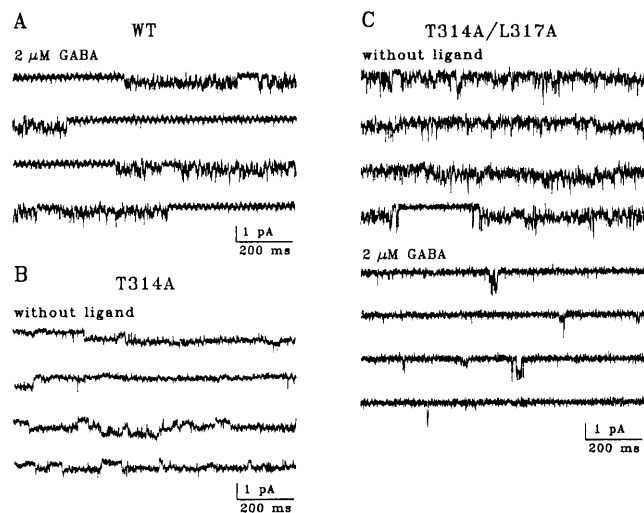 A
WT
2 μM GABA
1 pA
200 ms
B
T314A
without ligand
1 pA
200 ms
C
T314A/L317A
without ligand
2 μM GABA
1 pA
200 ms